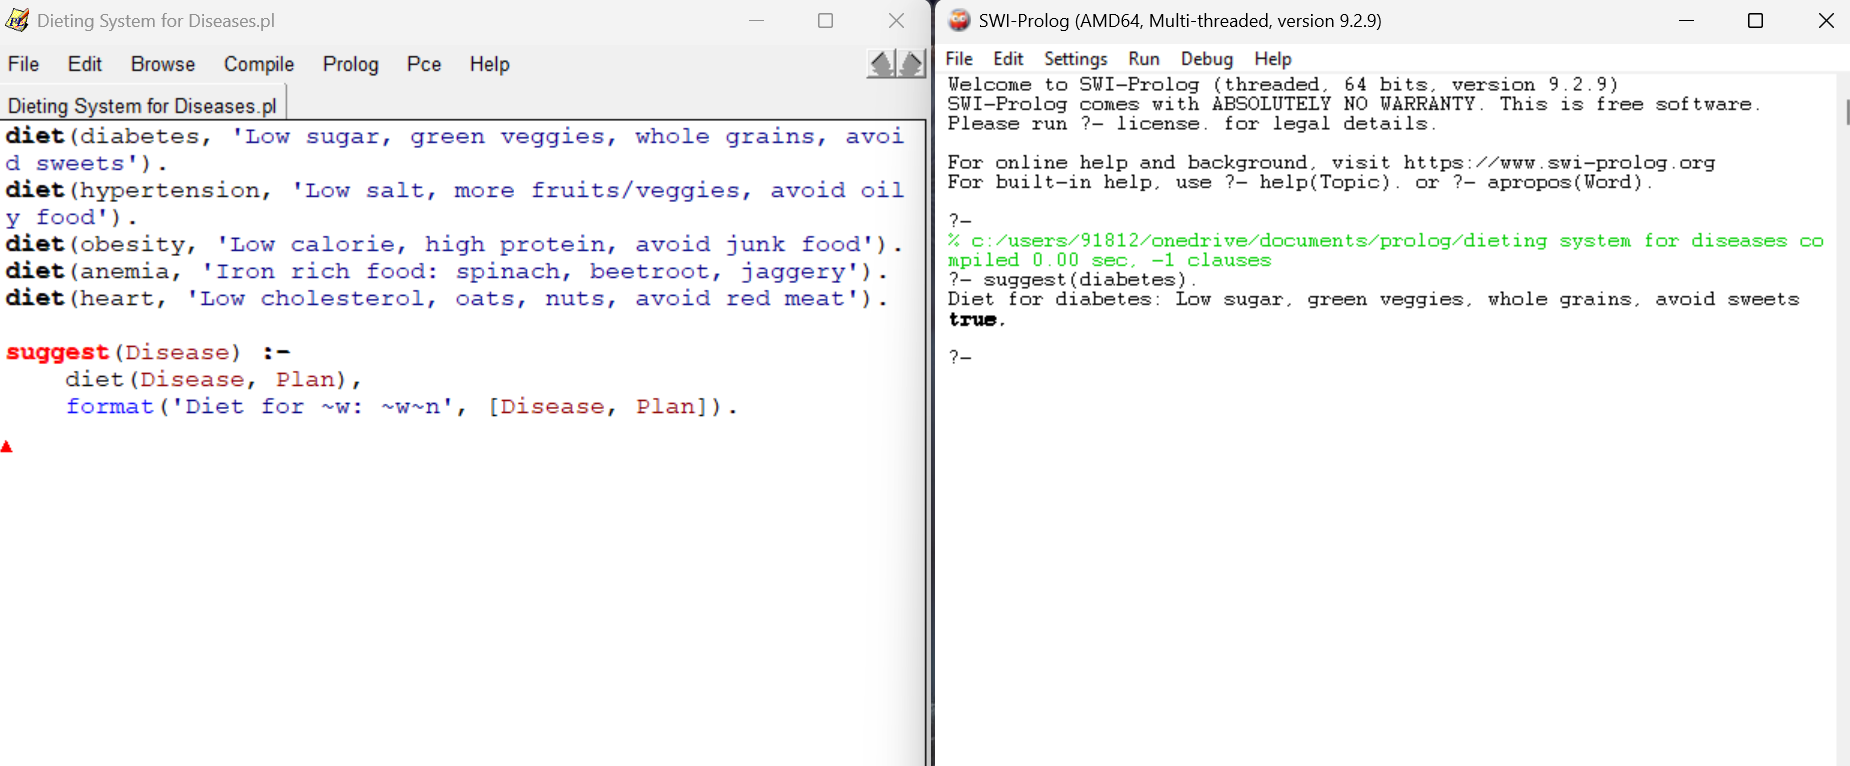 Dieting System for Diseases.pl
File Edit Browse Compile Prolog Pce Help
Dieting System for Diseases.pl
diet(diabetes, 'Low sugar, green veggies, whole grains, avoi
d sweets').
diet(hypertension, 'Low salt, more fruits/veggies, avoid oil
y food').
diet(obesity, 'Low calorie, high protein, avoid junk food').
diet(anemia, 'Iron rich food: spinach, beetroot, jaggery').
diet(heart, 'Low cholesterol, oats, nuts, avoid red meat').
suggest(Disease) :-
diet(Disease, Plan),
format('Diet for ~w: ~w~n', [Disease, Plan]).
SWI-Prolog (AMD64, Multi-threaded, version 9.2.9)
File Edit Settings Run Debug Help
Welcome to SWI-Prolog (threaded, 64 bits, version 9.2.9)
SWI-Prolog comes with ABSOLUTELY NO WARRANTY. This is free software.
Please run ?- license. for legal details.
For online help and background, visit https://www.swi-prolog.org
For built-in help, use ?- help(Topic). or ?- apropos(Word).
?-
% c:/users/91812/onedrive/documents/prolog/dieting system for diseases co
mpiled 0.00 sec, -1 clauses
?- suggest(diabetes).
Diet for diabetes: Low sugar, green veggies, whole grains, avoid sweets
true.
?-